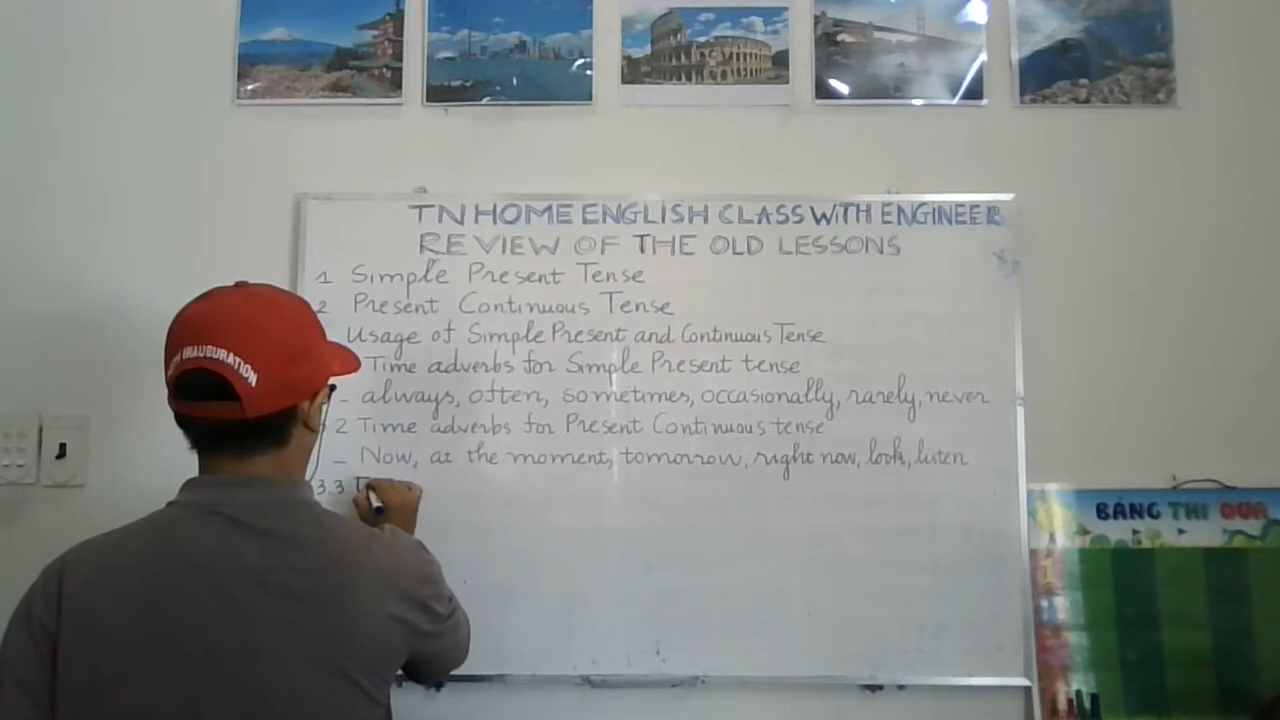 TN HOME ENGLISH CLASS WITH ENGINEER
REVIEW OF THE OLD LESSONS
1 Simple Present Tense
2 Present Continuous Tense
Usage of Simple Present and Continuous Tense
Time adverbs for Simple Present tense
- always, often, sometimes, occasionally, rarely, never
2 Time adverbs for Present Continuous tense
- Now, at the moment, tomorrow, right now, look, listen
3.3
INAUGURATION
BẢNG THI ĐUA